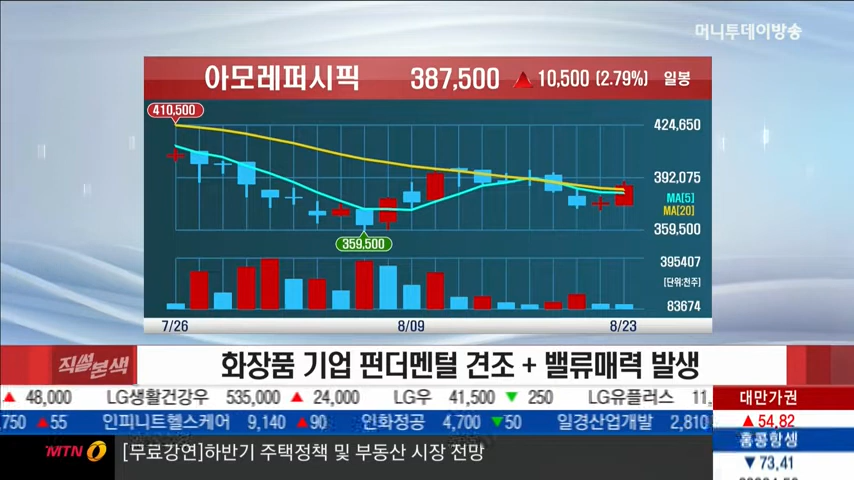 머니투데이방송
아모레퍼시픽 387,500 ▲ 10,500 (2.79%) 일봉
410,500
424,650
392,075
MA[5]
MA[20]
359,500
359,500
395407
[단위:천주]
83674
7/26 8/09 8/23
직썰본색
화장품 기업 펀더멘털 견조 + 밸류매력 발생
▲ 48,000 LG생활건강우 535,000 ▲ 24,000 LG우 41,500 ▼ 250 LG유플러스 11,
대만가권
,750 ▲55 인피니트헬스케어 9,140 ▲90 인화정공 4,700 ▼50 일경산업개발 2,810
▲ 54,82
홍콩항셍
▼ 73,41
MTN
[무료강연]하반기 주택정책 및 부동산 시장 전망